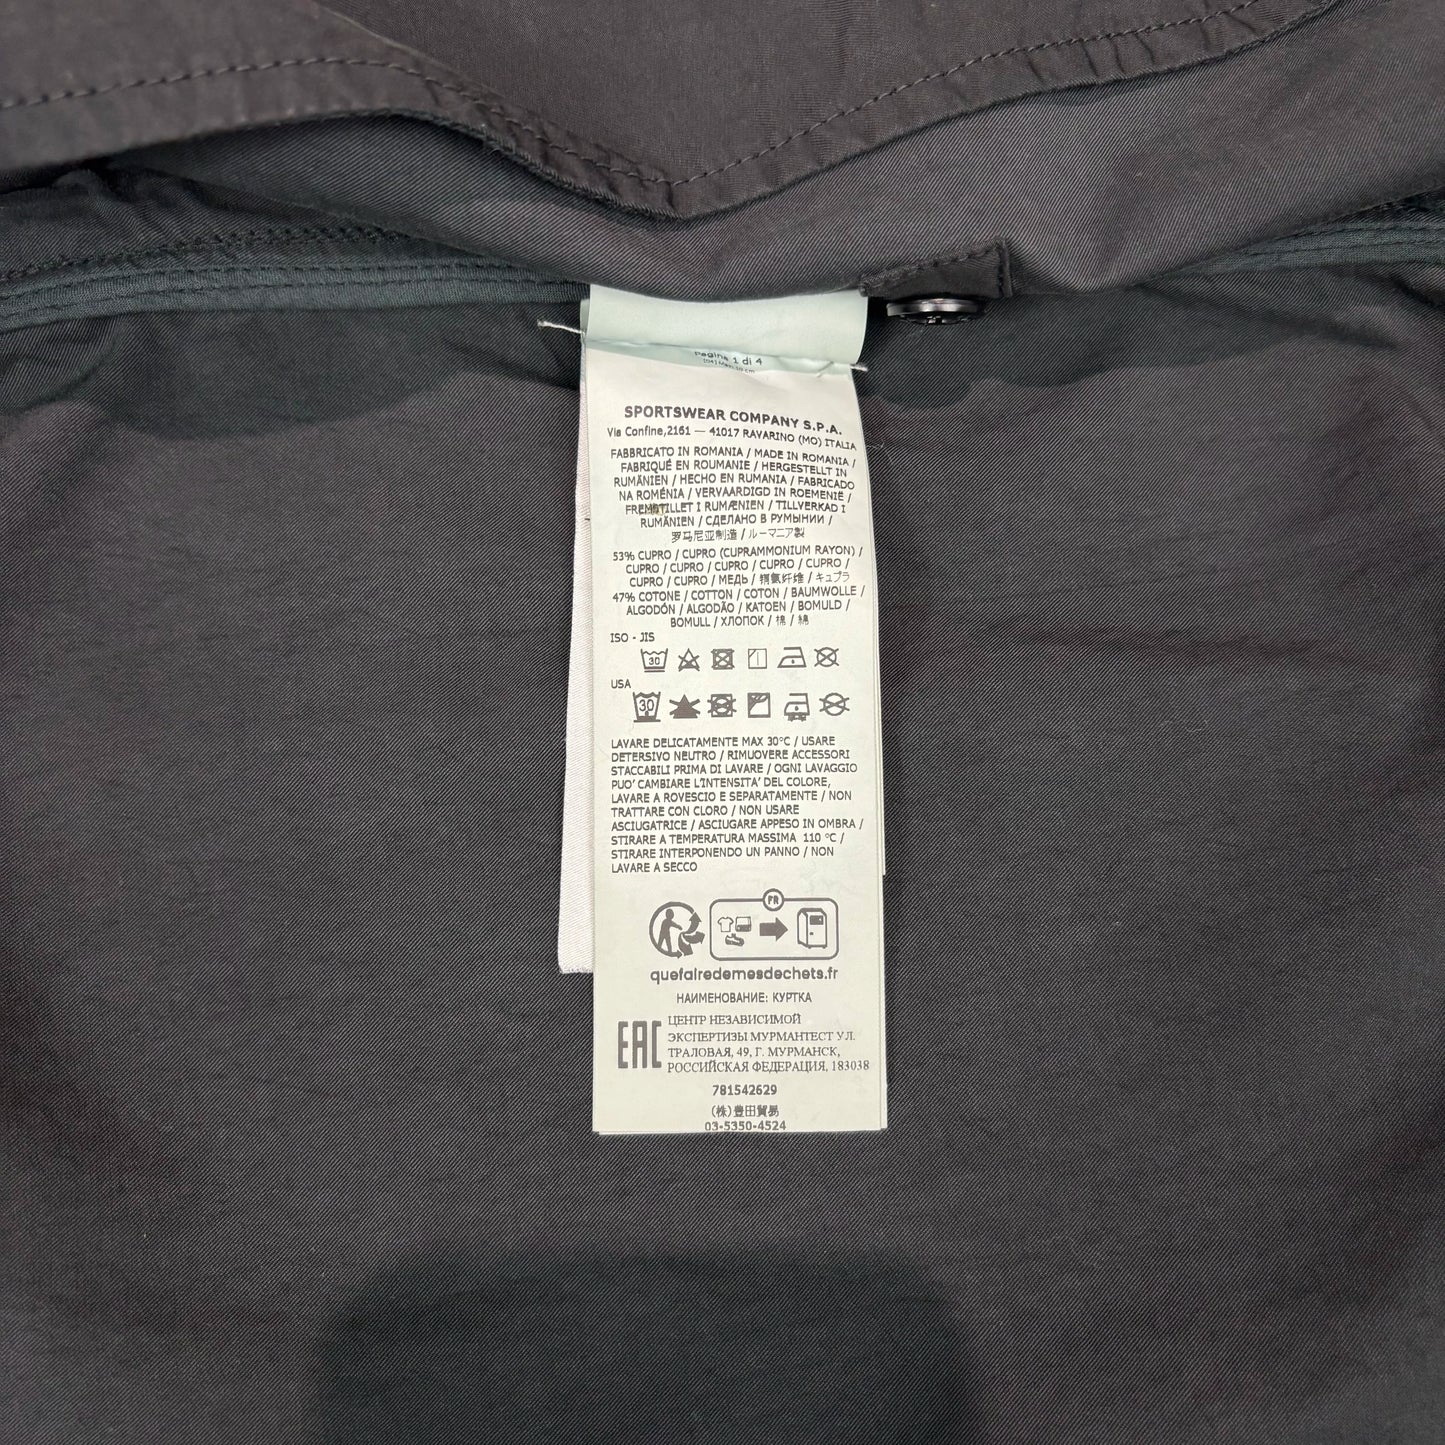 Pagina 1 di 4
SPORTSWEAR COMPANY S.P.A.
Via Confine,2161 — 41017 RAVARINO (MO) ITALIA
FABBRICATO IN ROMANIA / MADE IN ROMANIA /
FABRIQUÉ EN ROUMANIE / HERGESTELLT IN
RUMÄNIEN / HECHO EN RUMANIA / FABRICADO
NA ROMÉNIA / VERVAARDIGD IN ROEMENIE /
FREMSTILLET I RUMÆNIEN / TILLVERKAD I
RUMÄNIEN / СДЕЛАНО В РУМЫНИИ /
罗马尼亚制造 / ルーマニア製
53% CUPRO / CUPRO (CUPRAMMONIUM RAYON) /
CUPRO / CUPRO / CUPRO / CUPRO / CUPRO /
CUPRO / CUPRO / МЕДЬ / 铜氨纤维 / キュプラ
47% COTONE / COTTON / COTON / BAUMWOLLE /
ALGODÓN / ALGODÃO / KATOEN / BOMULD /
BOMULL / ХЛОПОК / 棉 / 綿
ISO - JIS
30
USA
30
LAVARE DELICATAMENTE MAX 30°C / USARE
DETERSIVO NEUTRO / RIMUOVERE ACCESSORI
STACCABILI PRIMA DI LAVARE / OGNI LAVAGGIO
PUO' CAMBIARE L'INTENSITA' DEL COLORE,
LAVARE A ROVESCIO E SEPARATAMENTE / NON
TRATTARE CON CLORO / NON USARE
ASCIUGATRICE / ASCIUGARE APPESO IN OMBRA /
STIRARE A TEMPERATURA MASSIMA 110 °C /
STIRARE INTERPONENDO UN PANNO / NON
LAVARE A SECCO
FR
quefairedemesdechets.fr
НАИМЕНОВАНИЕ: КУРТКА
EAC
ЦЕНТР НЕЗАВИСИМОЙ
ЭКСПЕРТИЗЫ МУРМАНТЕСТ УЛ.
ТРАЛОВАЯ, 49, Г. МУРМАНСК,
РОССИЙСКАЯ ФЕДЕРАЦИЯ, 183038
781542629
(株)豊田貿易
03-5350-4524